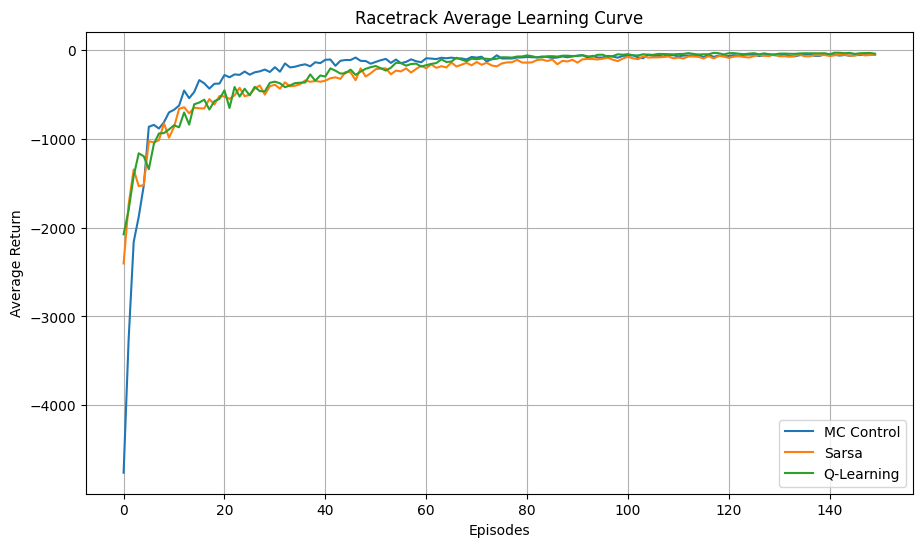 Racetrack Average Learning Curve
0
−1000
−2000
−3000
−4000
Average Return
0
20
40
60
80
100
120
140
Episodes
MC Control
Sarsa
Q-Learning